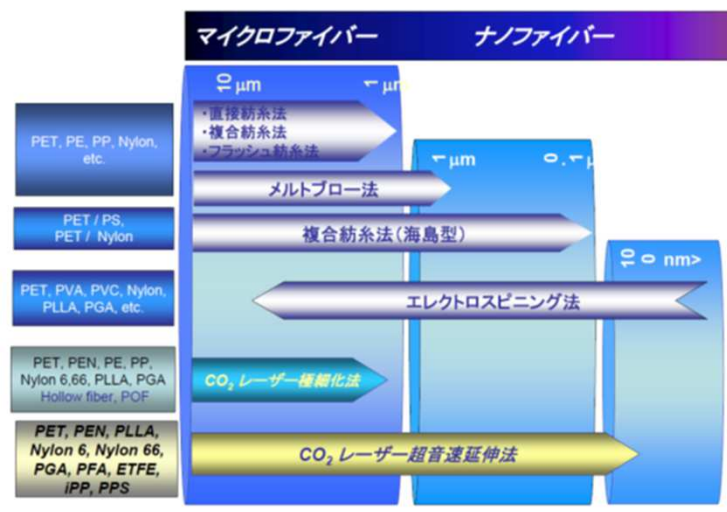 マイクロファイバー
ナノファイバー
10 μm
1 μm
PET, PE, PP, Nylon,
etc.
・直接紡糸法
・複合紡糸法
・フラッシュ紡糸法
1 μm
0.1 μ
メルトブロー法
PET / PS,
PET / Nylon
複合紡糸法(海島型)
100 nm>
PET, PVA, PVC, Nylon,
PLLA, PGA, etc.
エレクトロスピニング法
PET, PEN, PE, PP,
Nylon 6,66, PLLA, PGA
Hollow fiber, POF
CO₂ レーザー極細化法
PET, PEN, PLLA,
Nylon 6, Nylon 66,
PGA, PFA, ETFE,
iPP, PPS
CO₂ レーザー超音速延伸法